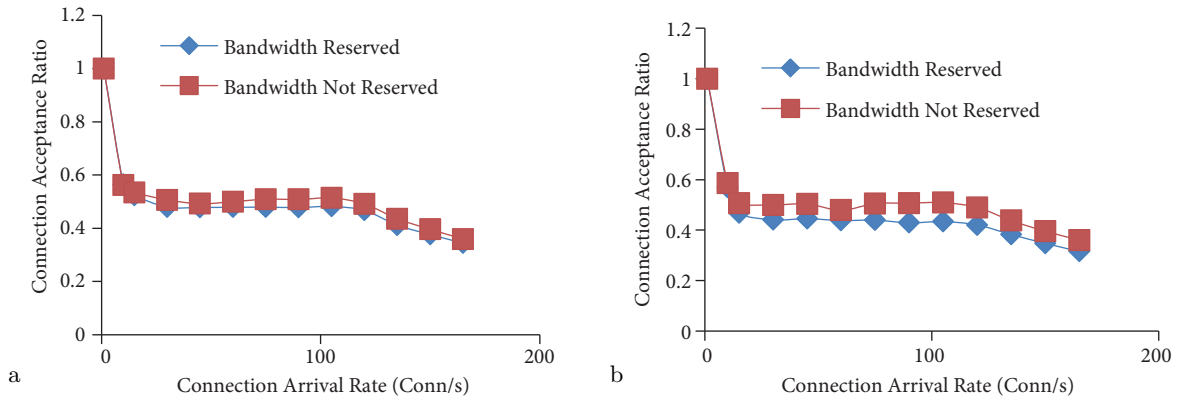 1.2
1
0.8
0.6
0.4
0.2
0
Connection Acceptance Ratio
Bandwidth Reserved
Bandwidth Not Reserved
0
100
200
Connection Arrival Rate (Conn/s)
a
1.2
1
0.8
0.6
0.4
0.2
0
Connection Acceptance Ratio
Bandwidth Reserved
Bandwidth Not Reserved
0
100
200
Connection Arrival Rate (Conn/s)
b